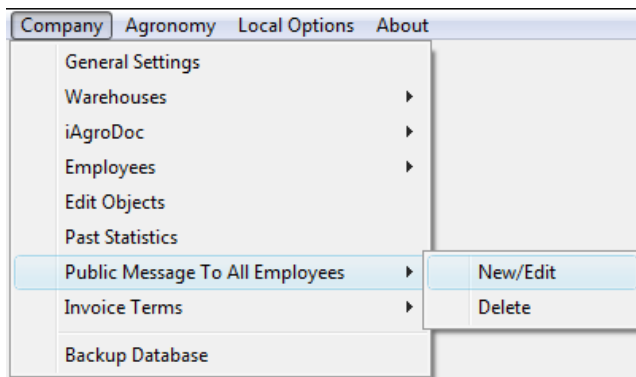 Company Agronomy Local Options About
General Settings
Warehouses
iAgroDoc
Employees
Edit Objects
Past Statistics
Public Message To All Employees New/Edit
Invoice Terms Delete
Backup Database